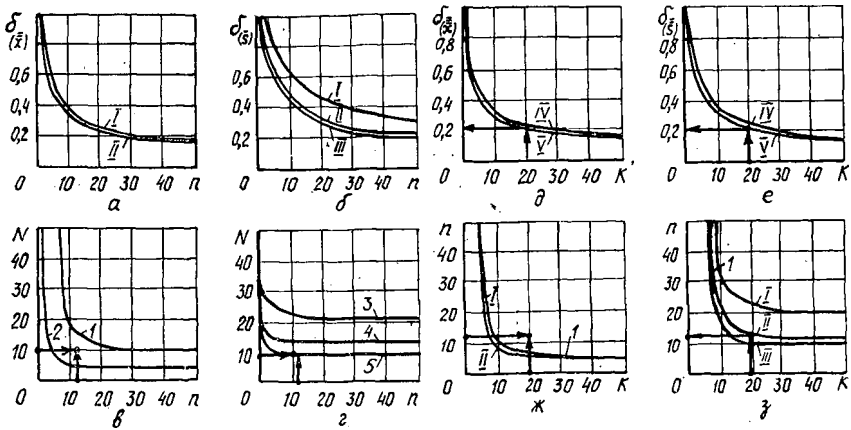 δ(x̄) 0,6 0,4 0,2 0 10 20 30 40 n I II
а
δ(s̄) 0,6 0,4 0,2 0 10 20 30 40 n I II III
б
δ(x̄) 0,8 0,6 0,4 0,2 0 10 20 30 40 K IV V
д
δ(s̄) 0,8 0,6 0,4 0,2 0 10 20 30 40 K IV V
е
N 40 30 20 10 0 10 20 30 40 n 2 1
в
N 40 30 20 10 0 10 20 30 40 n 3 4 5
г
n 40 30 20 10 0 10 20 30 40 K I II 1
ж
n 40 30 20 10 0 10 20 30 40 K 1 I II III
з